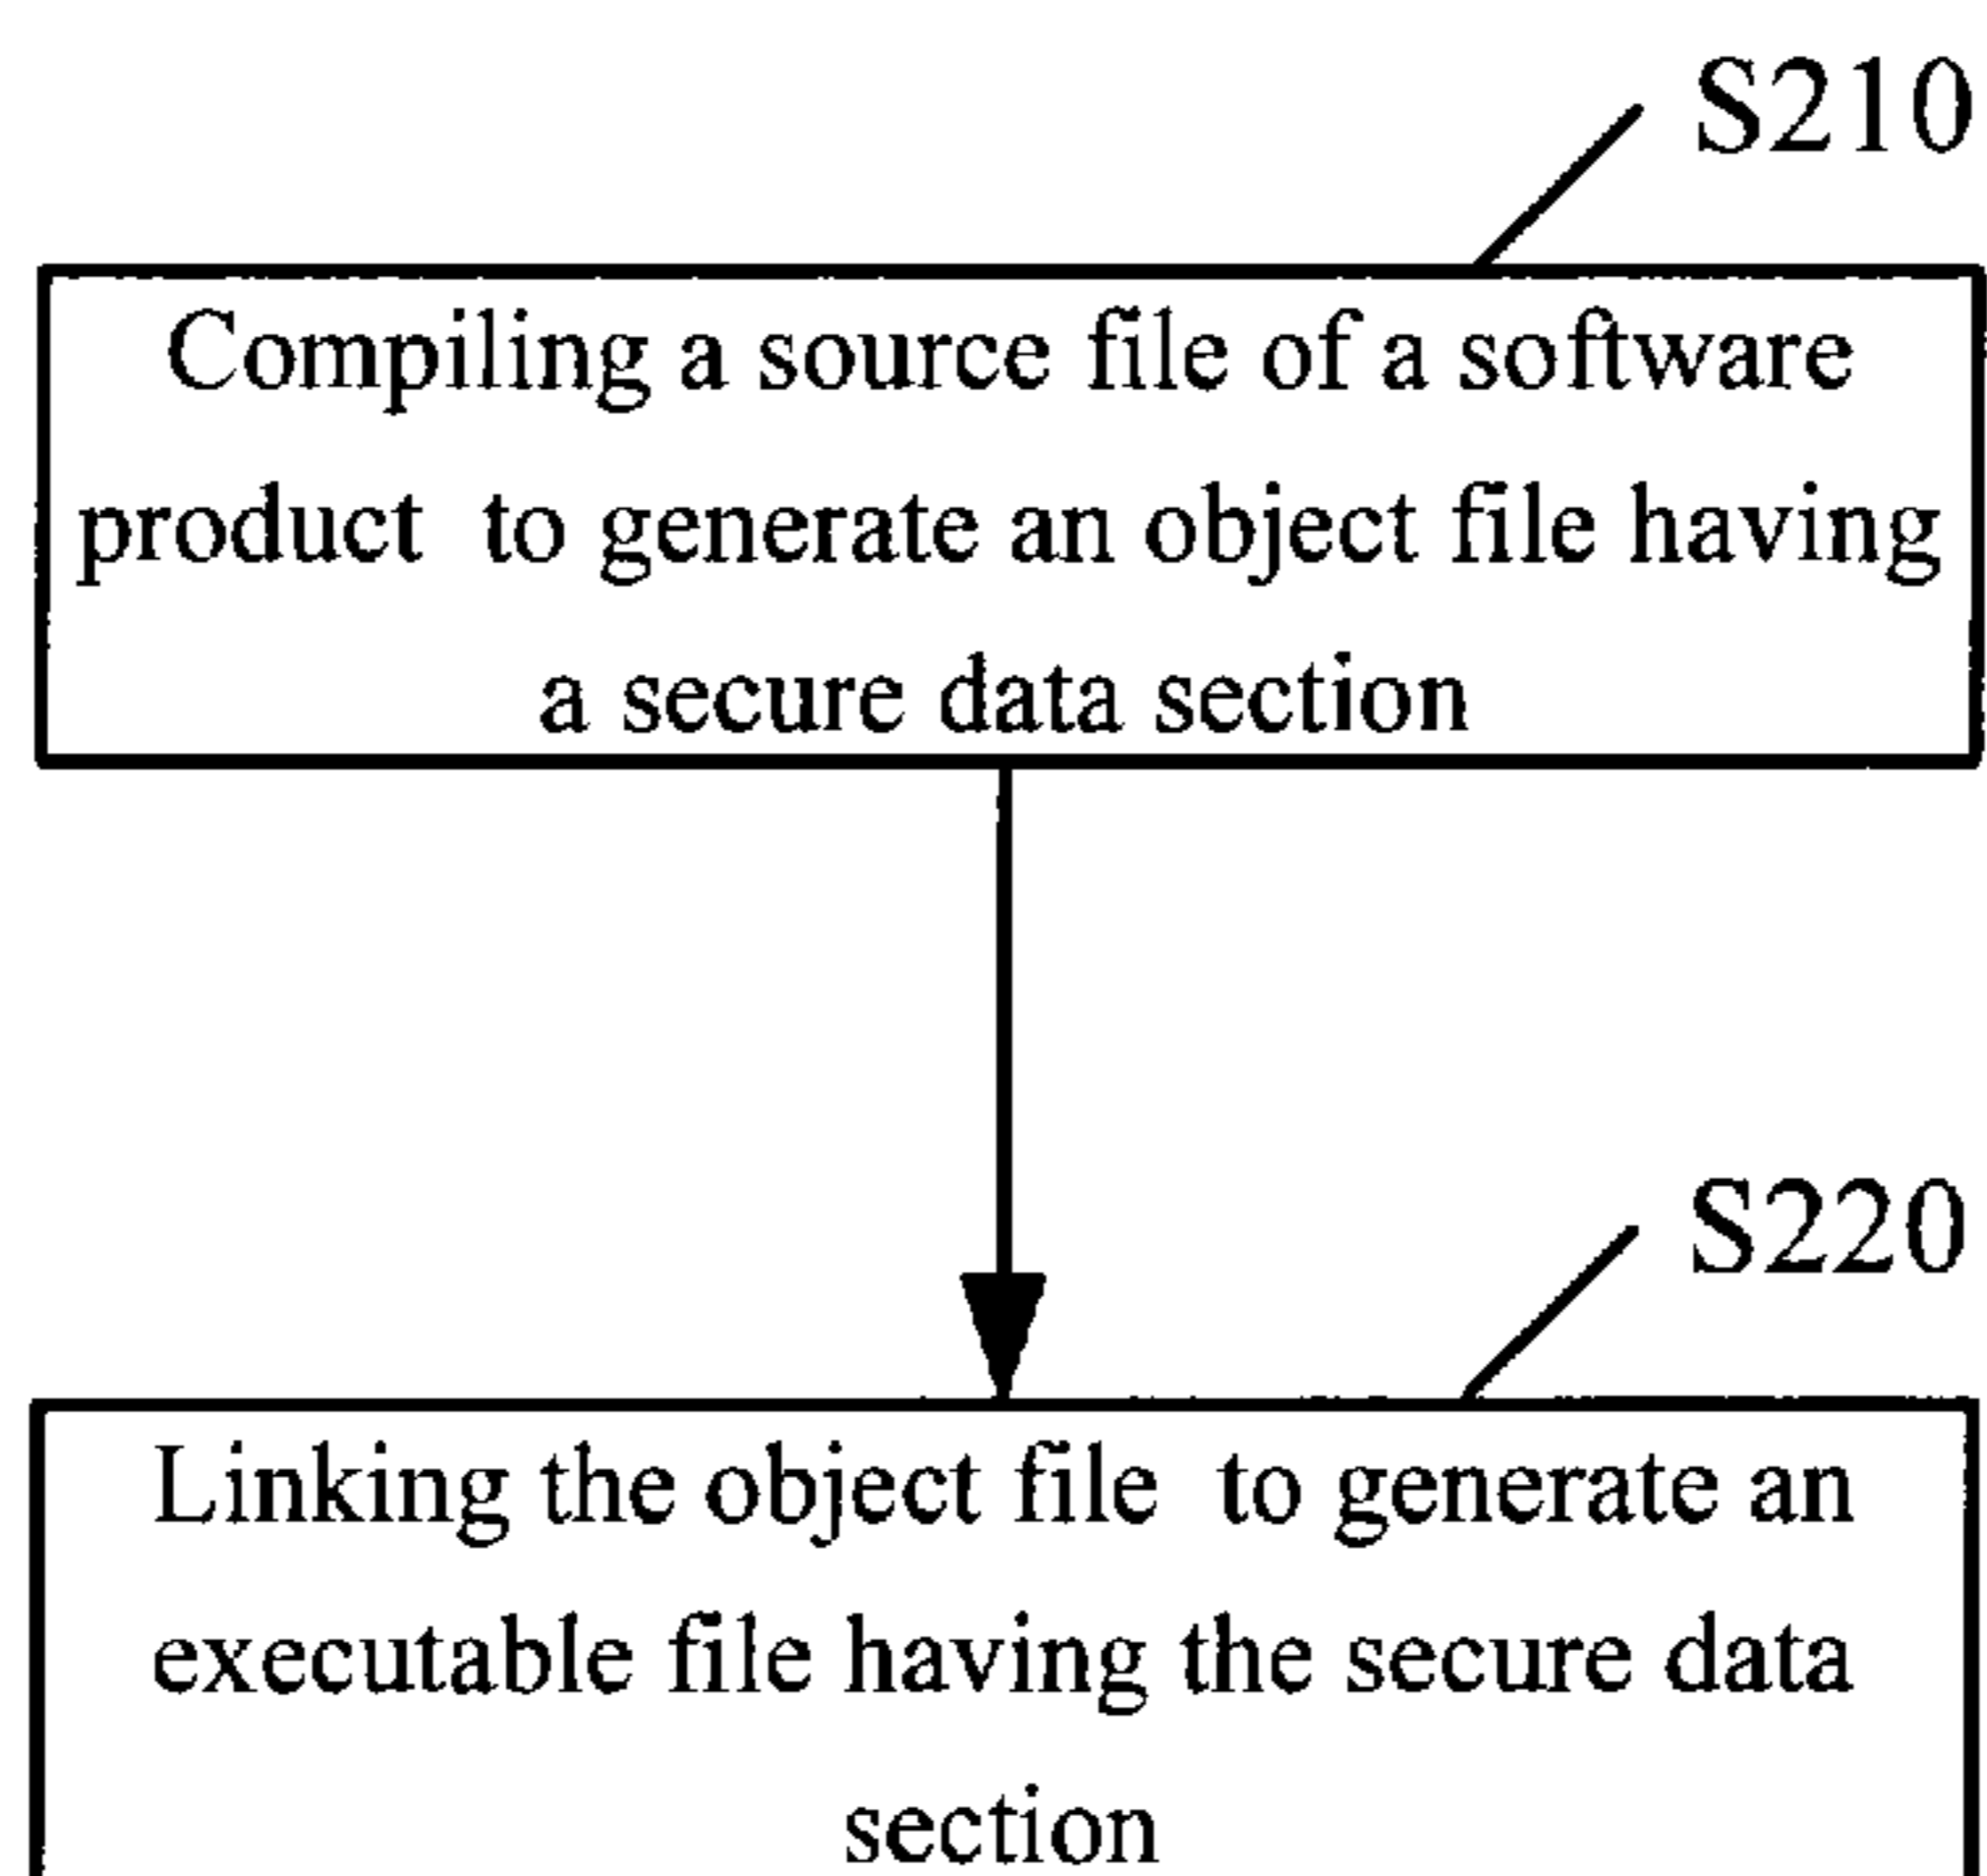 S210
Compiling a source file of a software
product to generate an object file having
a secure data section
S220
Linking the object file to generate an
executable file having the secure data
section